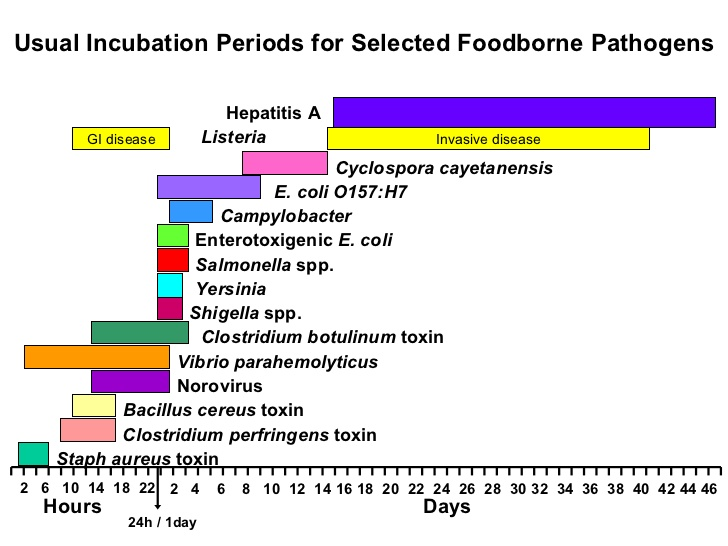 Usual Incubation Periods for Selected Foodborne Pathogens
Hepatitis A
GI disease
Listeria
Invasive disease
Cyclospora cayetanensis
E. coli O157:H7
Campylobacter
Enterotoxigenic E. coli
Salmonella spp.
Yersinia
Shigella spp.
Clostridium botulinum toxin
Vibrio parahemolyticus
Norovirus
Bacillus cereus toxin
Clostridium perfringens toxin
Staph aureus toxin
2 6 10 14 18 22 2 4 6 8 10 12 14 16 18 20 22 24 26 28 30 32 34 36 38 40 42 44 46
Hours Days
24h / 1day